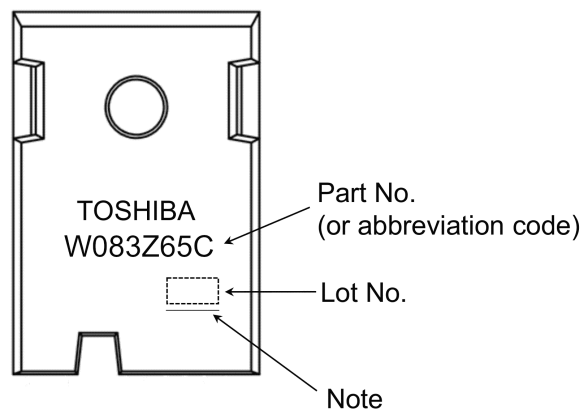 TOSHIBA
W083Z65C
Part No.
(or abbreviation code)
Lot No.
Note